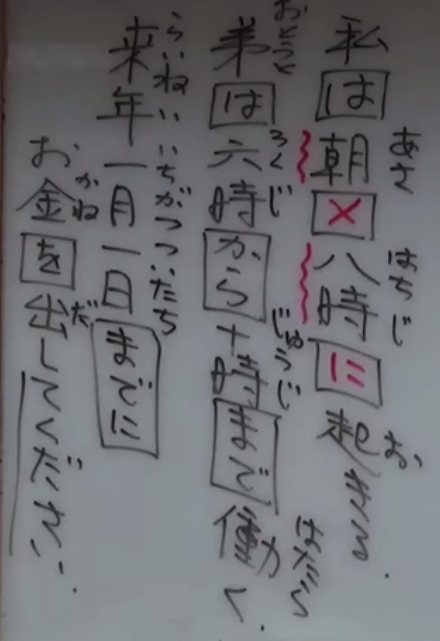 私は朝×八時に起きる.
あさ
はちじ
お
弟は六時から十時まで働く.
おとうと
ろくじ
じゅうじ
はたら
来年一月一日までに
らいねんいちがつついたち
お金を出してください.
かね
だ